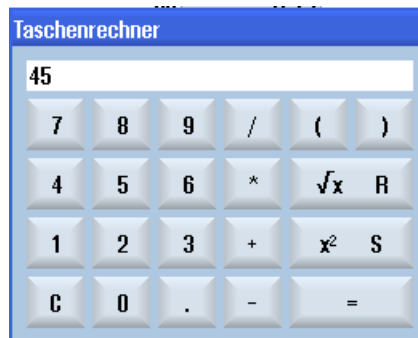 Taschenrechner
45
7 8 9 / ( )
4 5 6 * √x R
1 2 3 + x² S
C 0 . - =